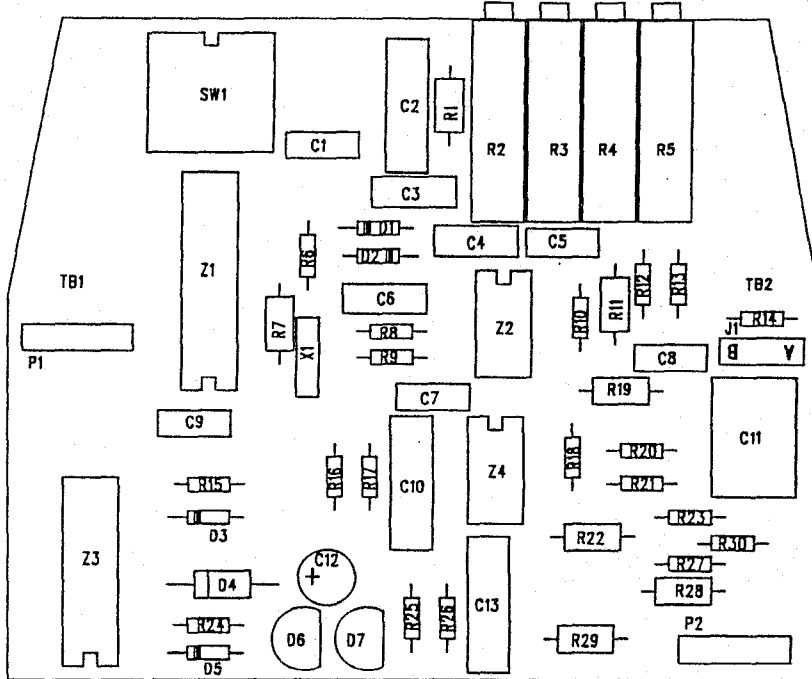 SW1
C1
C2
R1
R2
R3
R4
R5
C3
D1
D2
C4
C5
R6
Z1
TB1
P1
R7
X1
C6
R8
R9
Z2
R10
R11
R12
R13
TB2
R14
J1
B A
C8
C7
R19
C9
C11
R15
D3
R16
R17
C10
Z4
R18
R20
R21
R23
R30
R22
R27
R28
Z3
D4
C12
+
C13
R24
D5
D6
D7
R25
R26
R29
P2